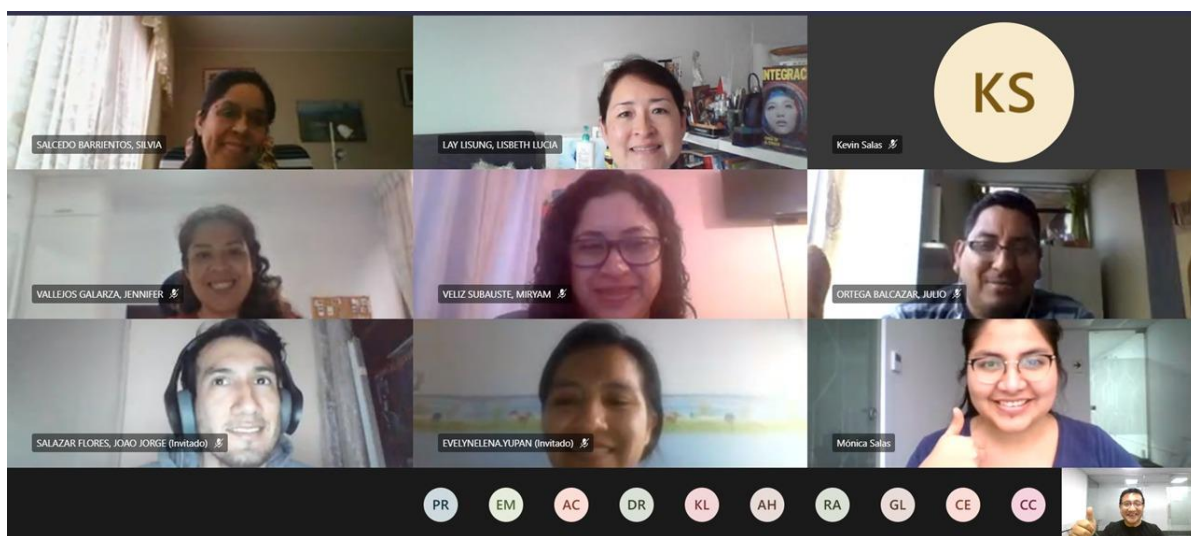 SALCEDO BARRIENTOS, SILVIA
LAY LISUNG, LISBETH LUCIA
INTEGRAC
KS
Kevin Salas
VALLEJOS GALARZA, JENNIFER
VELIZ SUBAUSTE, MIRYAM
ORTEGA BALCAZAR, JULIO
SALAZAR FLORES, JOAO JORGE (Invitado)
EVELYNELENA.YUPAN (Invitado)
Mónica Salas
PR EM AC DR KL AH RA GL CE CC